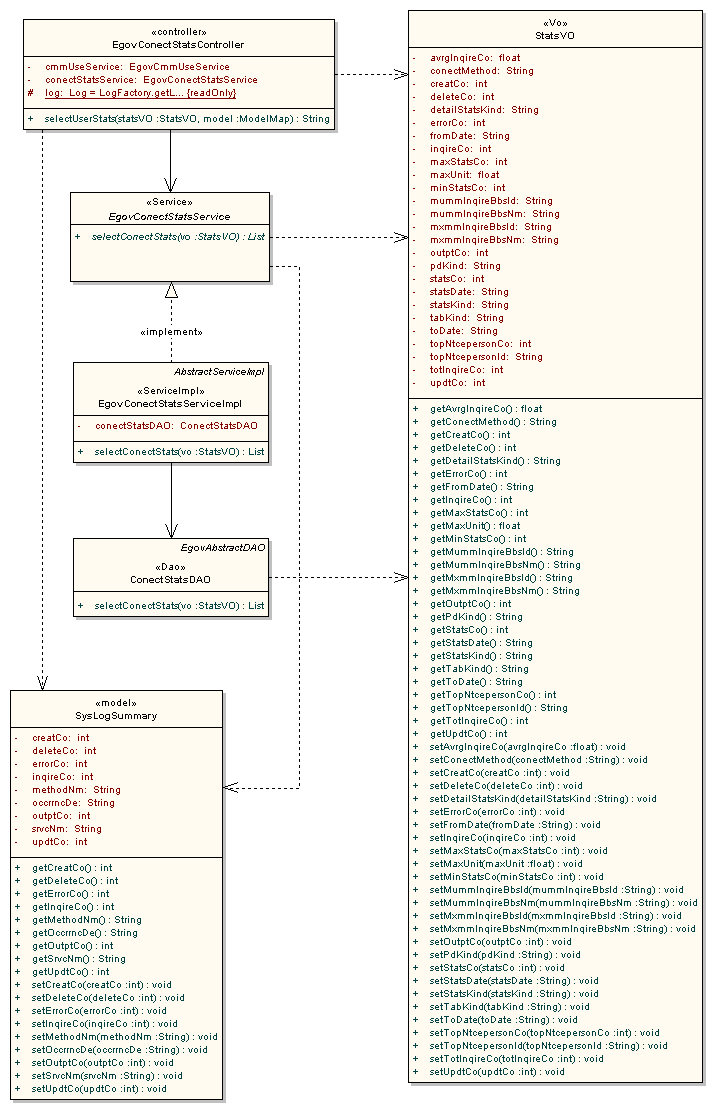 «controller»
EgovConectStatsController
- cmmUseService: EgovCmmUseService
- conectStatsService: EgovConectStatsService
# log: Log = LogFactory.getL... {readOnly}
+ selectUserStats(statsVO :StatsVO, model :ModelMap) : String
«Service»
EgovConectStatsService
+ selectConectStats(vo :StatsVO) : List
«implement»
AbstractServiceImpl
«ServiceImpl»
EgovConectStatsServiceImpl
- conectStatsDAO: ConectStatsDAO
+ selectConectStats(vo :StatsVO) : List
EgovAbstractDAO
«Dao»
ConectStatsDAO
+ selectConectStats(vo :StatsVO) : List
«model»
SysLogSummary
- creatCo: int
- deleteCo: int
- errorCo: int
- inqireCo: int
- methodNm: String
- occrrncDe: String
- outptCo: int
- srvcNm: String
- updtCo: int
+ getCreatCo() : int
+ getDeleteCo() : int
+ getErrorCo() : int
+ getInqireCo() : int
+ getMethodNm() : String
+ getOccrrncDe() : String
+ getOutptCo() : int
+ getSrvcNm() : String
+ getUpdtCo() : int
+ setCreatCo(creatCo :int) : void
+ setDeleteCo(deleteCo :int) : void
+ setErrorCo(errorCo :int) : void
+ setInqireCo(inqireCo :int) : void
+ setMethodNm(methodNm :String) : void
+ setOccrrncDe(occrrncDe :String) : void
+ setOutptCo(outptCo :int) : void
+ setSrvcNm(srvcNm :String) : void
+ setUpdtCo(updtCo :int) : void
«Vo»
StatsVO
- avrgInqireCo: float
- conectMethod: String
- creatCo: int
- deleteCo: int
- detailStatsKind: String
- errorCo: int
- fromDate: String
- inqireCo: int
- maxStatsCo: int
- maxUnit: float
- minStatsCo: int
- mummInqireBbsId: String
- mummInqireBbsNm: String
- mxmmInqireBbsId: String
- mxmmInqireBbsNm: String
- outptCo: int
- pdKind: String
- statsCo: int
- statsDate: String
- statsKind: String
- tabKind: String
- toDate: String
- topNtcepersonCo: int
- topNtcepersonId: String
- totInqireCo: int
- updtCo: int
+ getAvrgInqireCo() : float
+ getConectMethod() : String
+ getCreatCo() : int
+ getDeleteCo() : int
+ getDetailStatsKind() : String
+ getErrorCo() : int
+ getFromDate() : String
+ getInqireCo() : int
+ getMaxStatsCo() : int
+ getMaxUnit() : float
+ getMinStatsCo() : int
+ getMummInqireBbsId() : String
+ getMummInqireBbsNm() : String
+ getMxmmInqireBbsId() : String
+ getMxmmInqireBbsNm() : String
+ getOutptCo() : int
+ getPdKind() : String
+ getStatsCo() : int
+ getStatsDate() : String
+ getStatsKind() : String
+ getTabKind() : String
+ getToDate() : String
+ getTopNtcepersonCo() : int
+ getTopNtcepersonId() : String
+ getTotInqireCo() : int
+ getUpdtCo() : int
+ setAvrgInqireCo(avrgInqireCo :float) : void
+ setConectMethod(conectMethod :String) : void
+ setCreatCo(creatCo :int) : void
+ setDeleteCo(deleteCo :int) : void
+ setDetailStatsKind(detailStatsKind :String) : void
+ setErrorCo(errorCo :int) : void
+ setFromDate(fromDate :String) : void
+ setInqireCo(inqireCo :int) : void
+ setMaxStatsCo(maxStatsCo :int) : void
+ setMaxUnit(maxUnit :float) : void
+ setMinStatsCo(minStatsCo :int) : void
+ setMummInqireBbsId(mummInqireBbsId :String) : void
+ setMummInqireBbsNm(mummInqireBbsNm :String) : void
+ setMxmmInqireBbsId(mxmmInqireBbsId :String) : void
+ setMxmmInqireBbsNm(mxmmInqireBbsNm :String) : void
+ setOutptCo(outptCo :int) : void
+ setPdKind(pdKind :String) : void
+ setStatsCo(statsCo :int) : void
+ setStatsDate(statsDate :String) : void
+ setStatsKind(statsKind :String) : void
+ setTabKind(tabKind :String) : void
+ setToDate(toDate :String) : void
+ setTopNtcepersonCo(topNtcepersonCo :int) : void
+ setTopNtcepersonId(topNtcepersonId :String) : void
+ setTotInqireCo(totInqireCo :int) : void
+ setUpdtCo(updtCo :int) : void